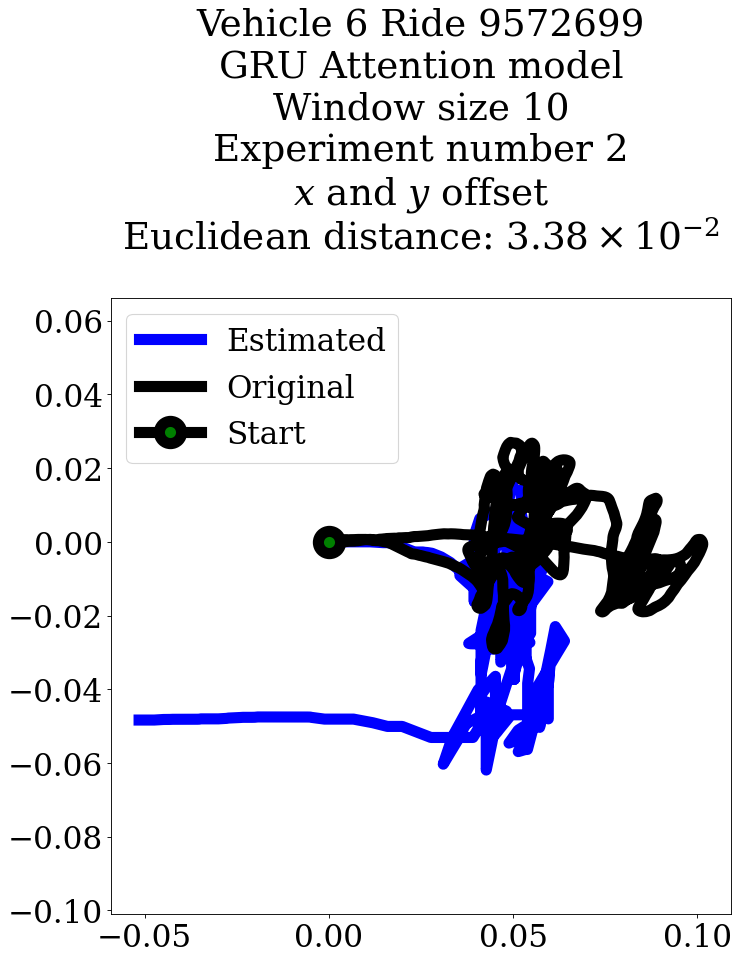 Vehicle 6 Ride 9572699
GRU Attention model
Window size 10
Experiment number 2
x and y offset
Euclidean distance: 3.38 × 10⁻²
Estimated
Original
Start
0.06
0.04
0.02
0.00
−0.02
−0.04
−0.06
−0.08
−0.10
−0.05
0.00
0.05
0.10